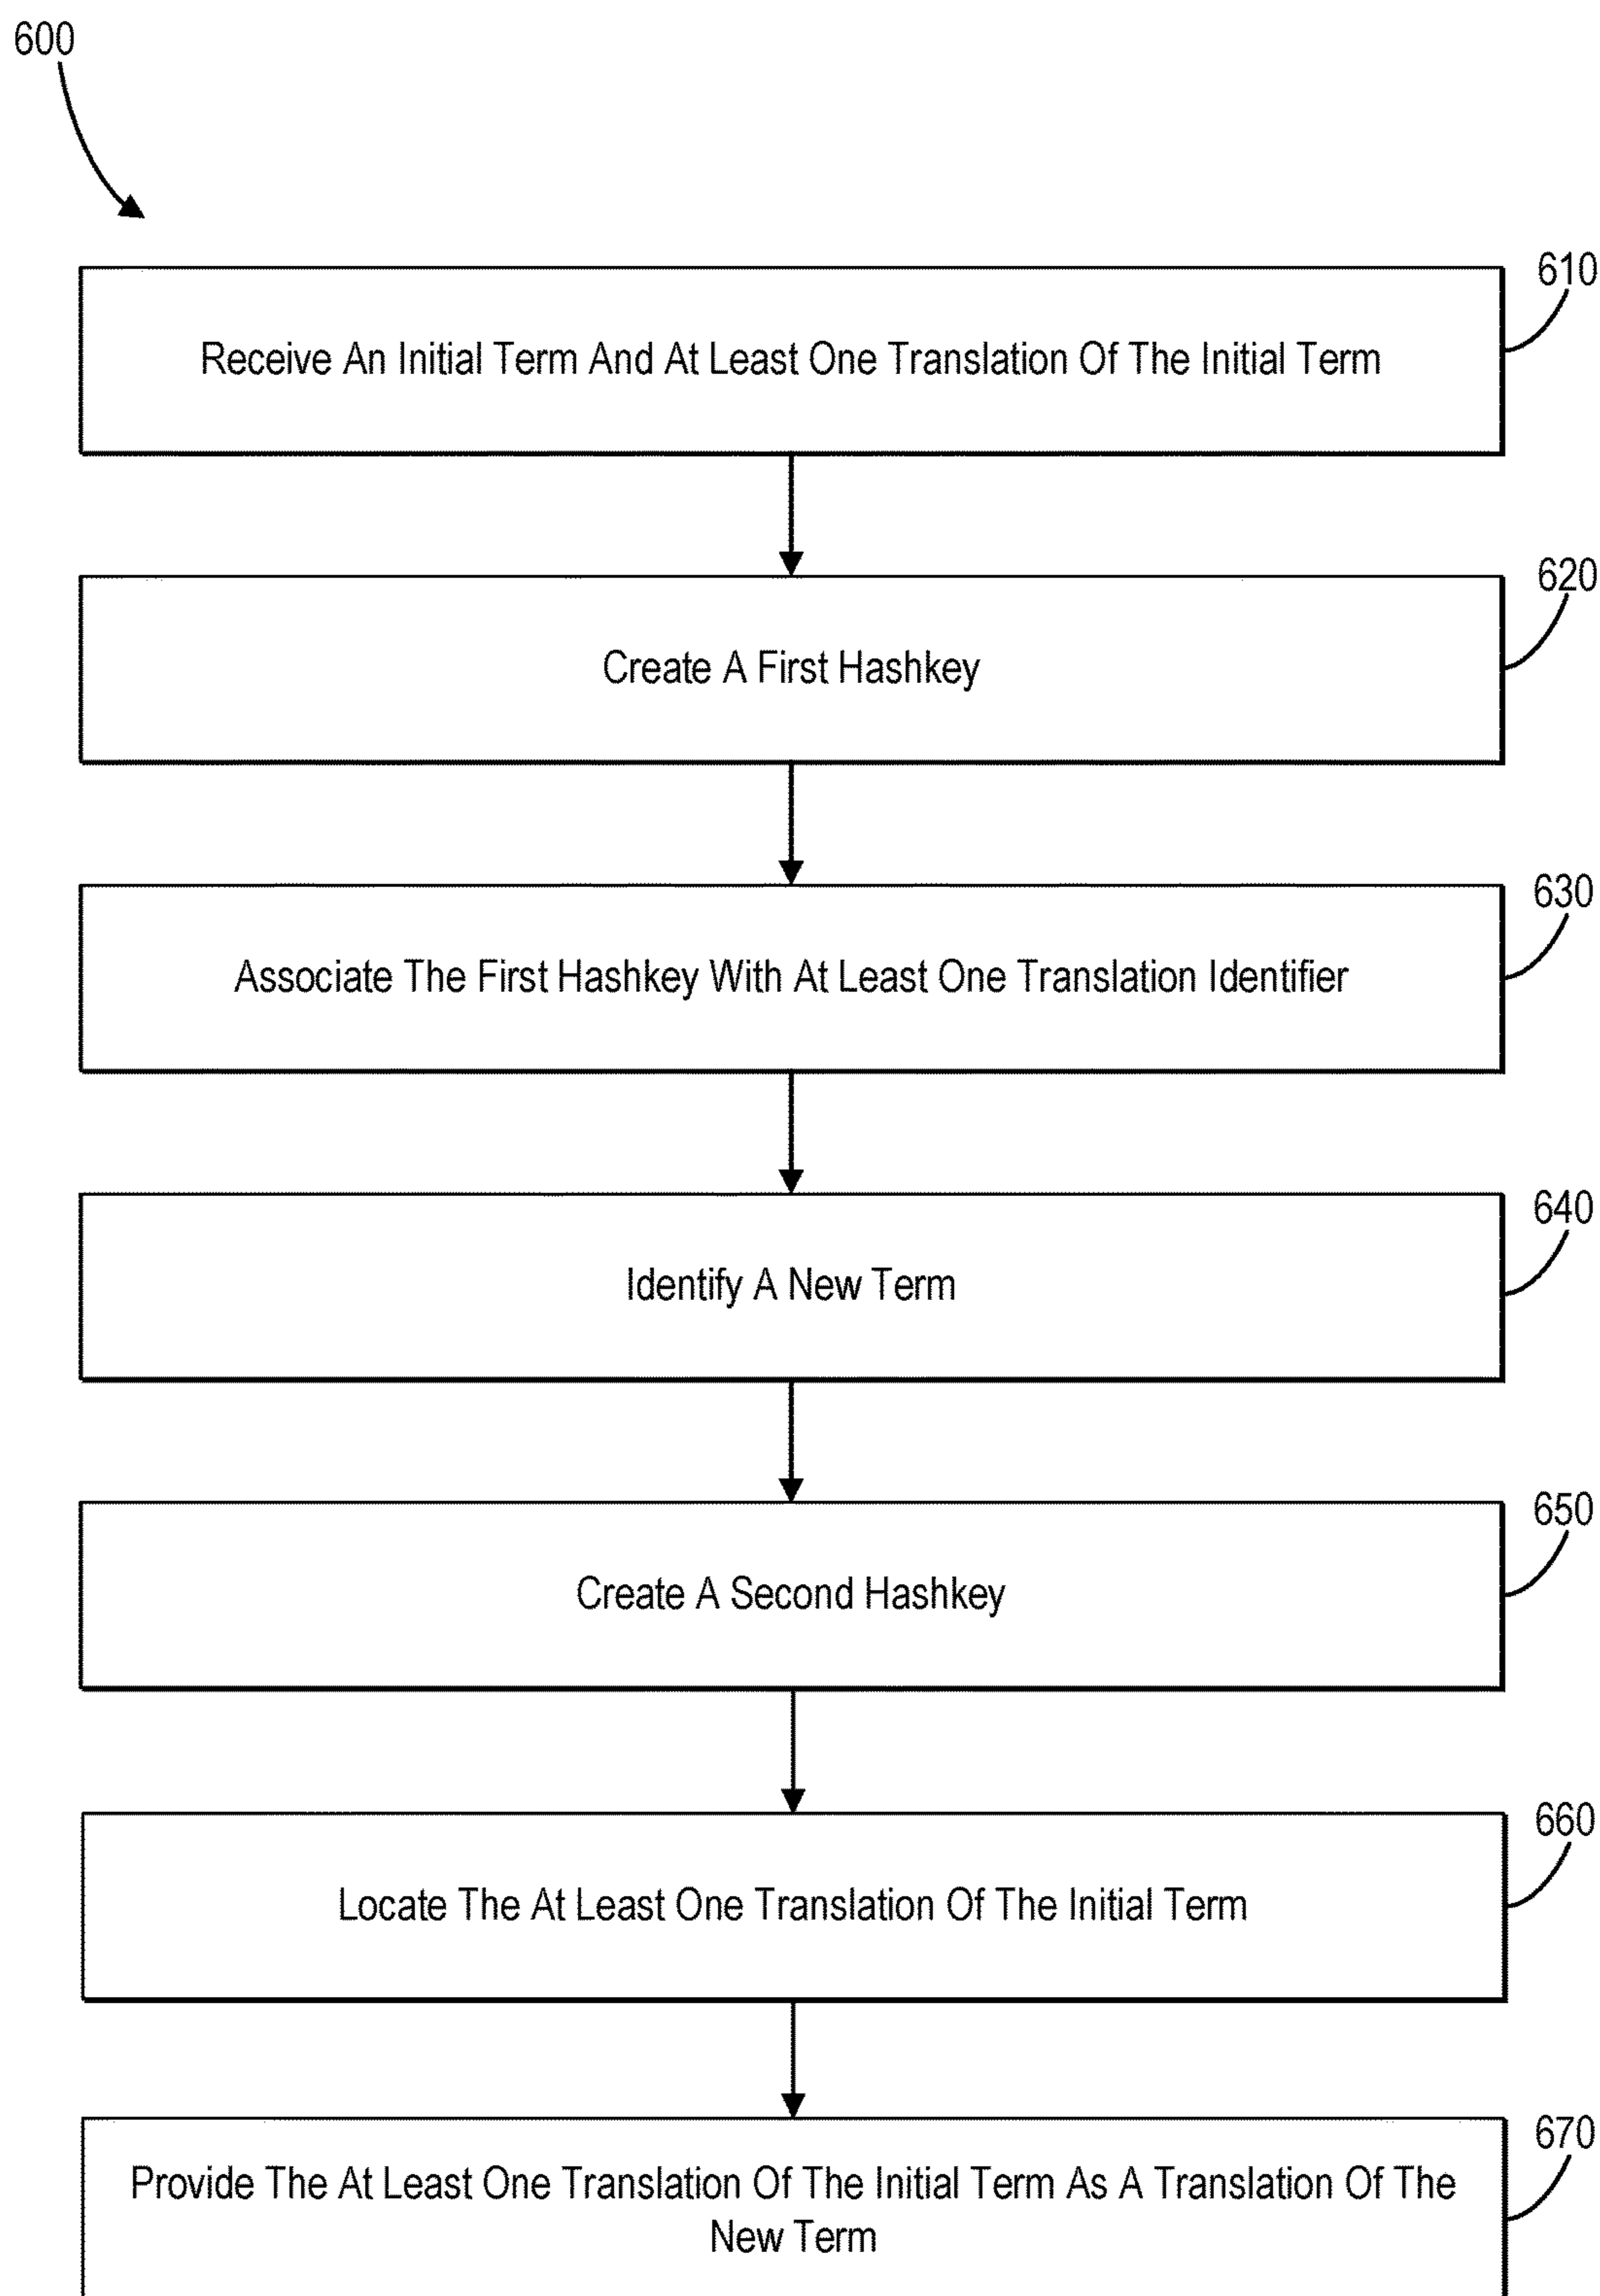 600
610
Receive An Initial Term And At Least One Translation Of The Initial Term
620
Create A First Hashkey
630
Associate The First Hashkey With At Least One Translation Identifier
640
Identify A New Term
650
Create A Second Hashkey
660
Locate The At Least One Translation Of The Initial Term
670
Provide The At Least One Translation Of The Initial Term As A Translation Of The
New Term